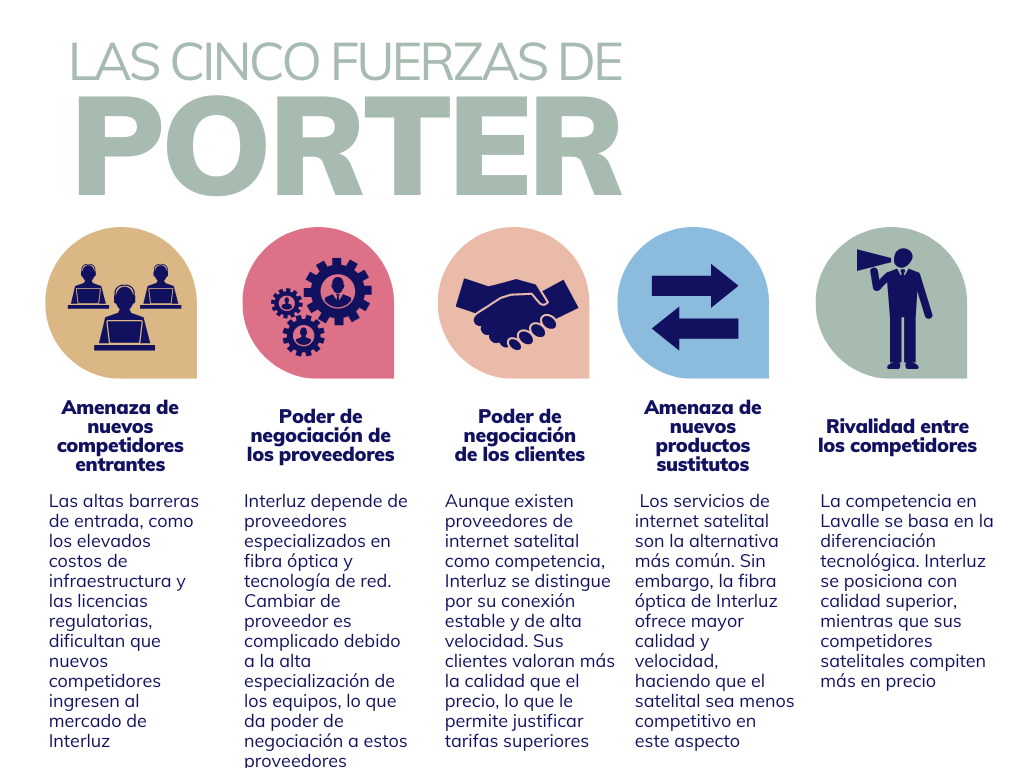 LAS CINCO FUERZAS DE
PORTER
Amenaza de
nuevos
competidores
entrantes
Las altas barreras
de entrada, como
los elevados
costos de
infraestructura y
las licencias
regulatorias,
dificultan que
nuevos
competidores
ingresen al
mercado de
Interluz
Poder de
negociación de
los proveedores
Interluz depende de
proveedores
especializados en
fibra óptica y
tecnología de red.
Cambiar de
proveedor es
complicado debido
a la alta
especialización de
los equipos, lo que
da poder de
negociación a estos
proveedores
Poder de
negociación
de los clientes
Aunque existen
proveedores de
internet satelital
como competencia,
Interluz se distingue
por su conexión
estable y de alta
velocidad. Sus
clientes valoran más
la calidad que el
precio, lo que le
permite justificar
tarifas superiores
Amenaza de
nuevos
productos
sustitutos
Los servicios de
internet satelital
son la alternativa
más común. Sin
embargo, la fibra
óptica de Interluz
ofrece mayor
calidad y
velocidad,
haciendo que el
satelital sea menos
competitivo en
este aspecto
Rivalidad entre
los competidores
La competencia en
Lavalle se basa en la
diferenciación
tecnológica. Interluz
se posiciona con
calidad superior,
mientras que sus
competidores
satelitales compiten
más en precio